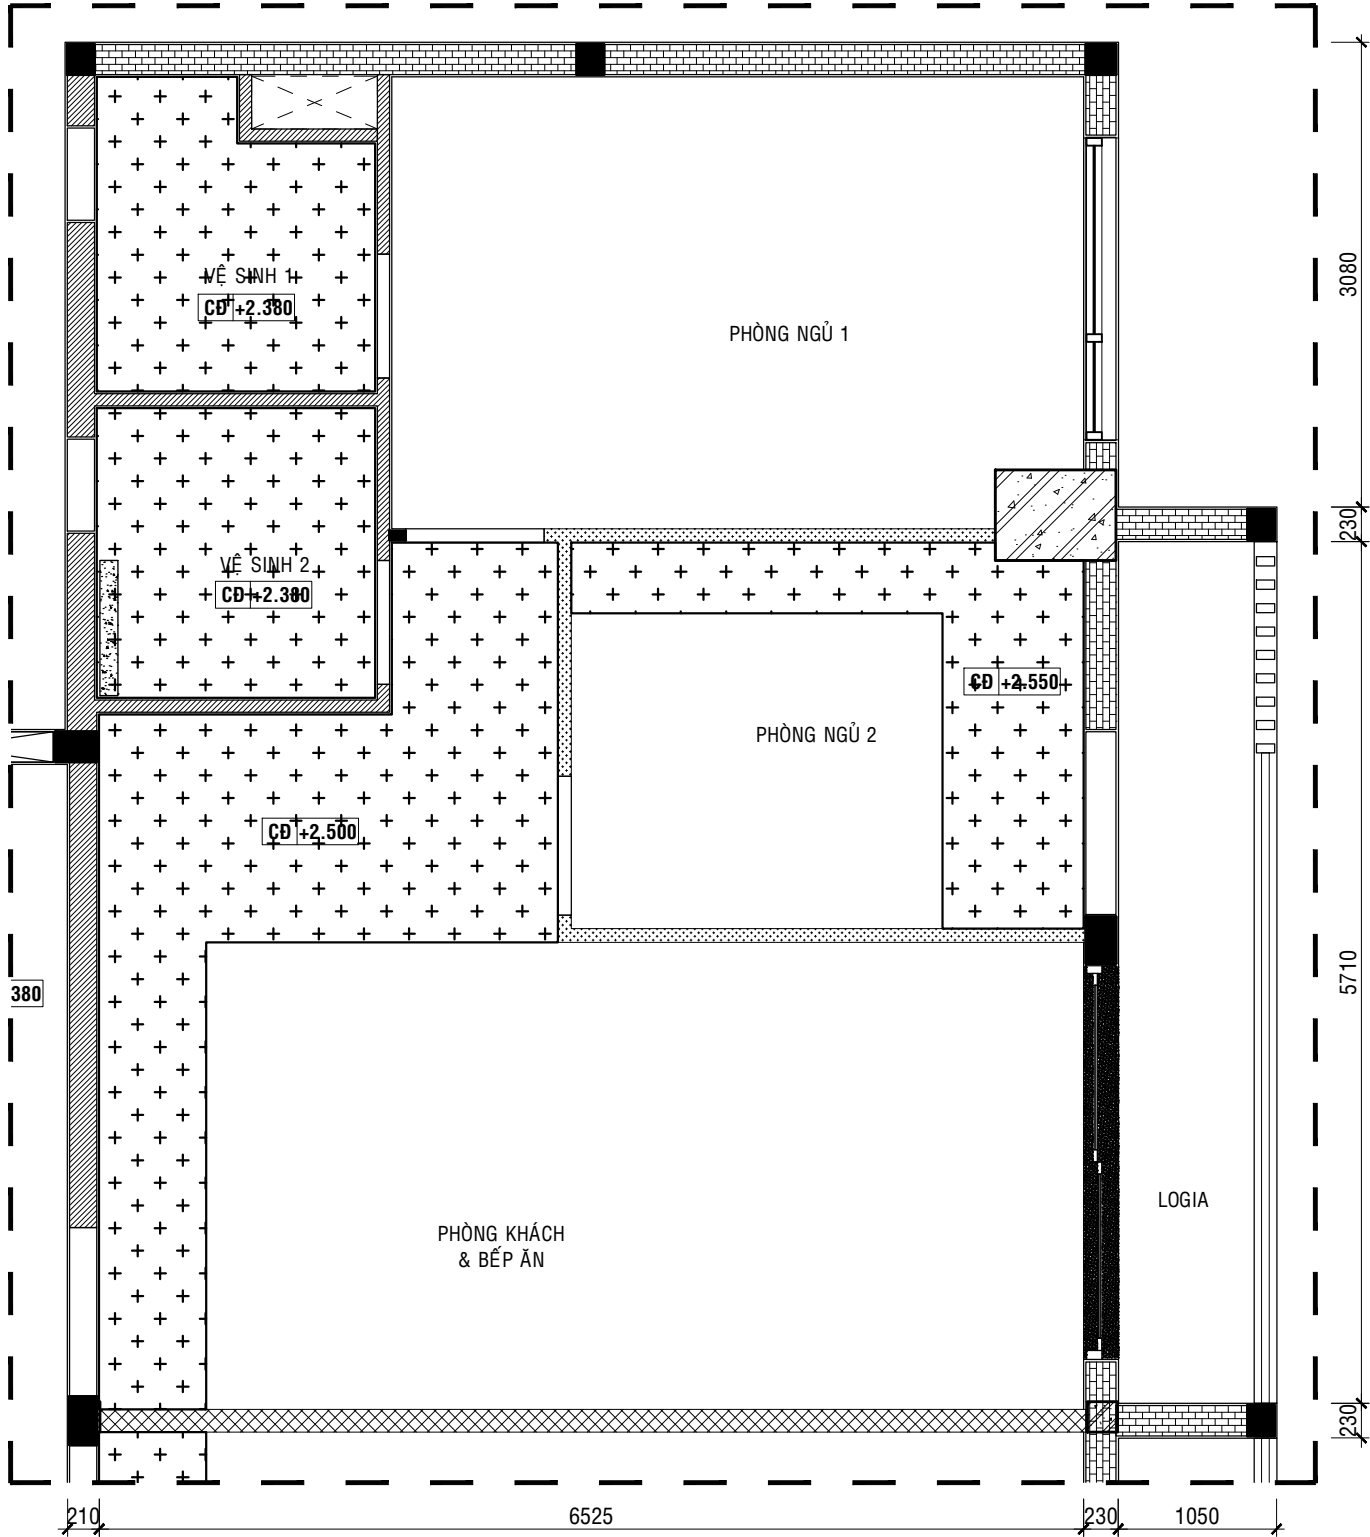 VỆ SINH 1
CĐ +2.380
PHÒNG NGỦ 1
3080
230
VỆ SINH 2
CĐ +2.380
CĐ +2.550
PHÒNG NGỦ 2
CĐ +2.500
380
5710
LOGIA
PHÒNG KHÁCH
& BẾP ĂN
230
210
6525
230
1050